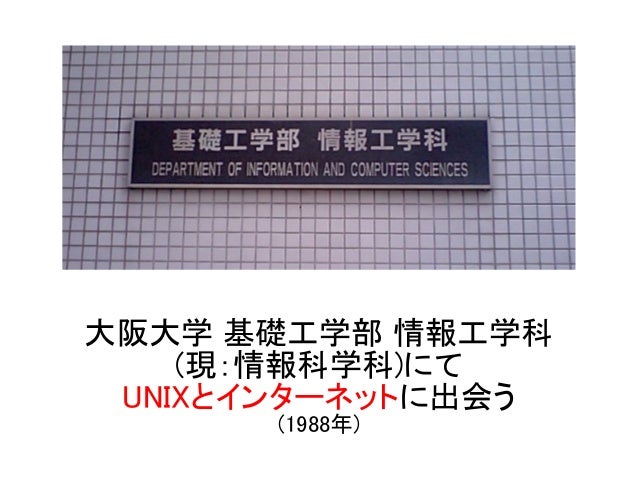 基礎工学部 情報工学科
DEPARTMENT OF INFORMATION AND COMPUTER SCIENCES
大阪大学 基礎工学部 情報工学科
(現:情報科学科)にて
UNIXとインターネットに出会う
(1988年)